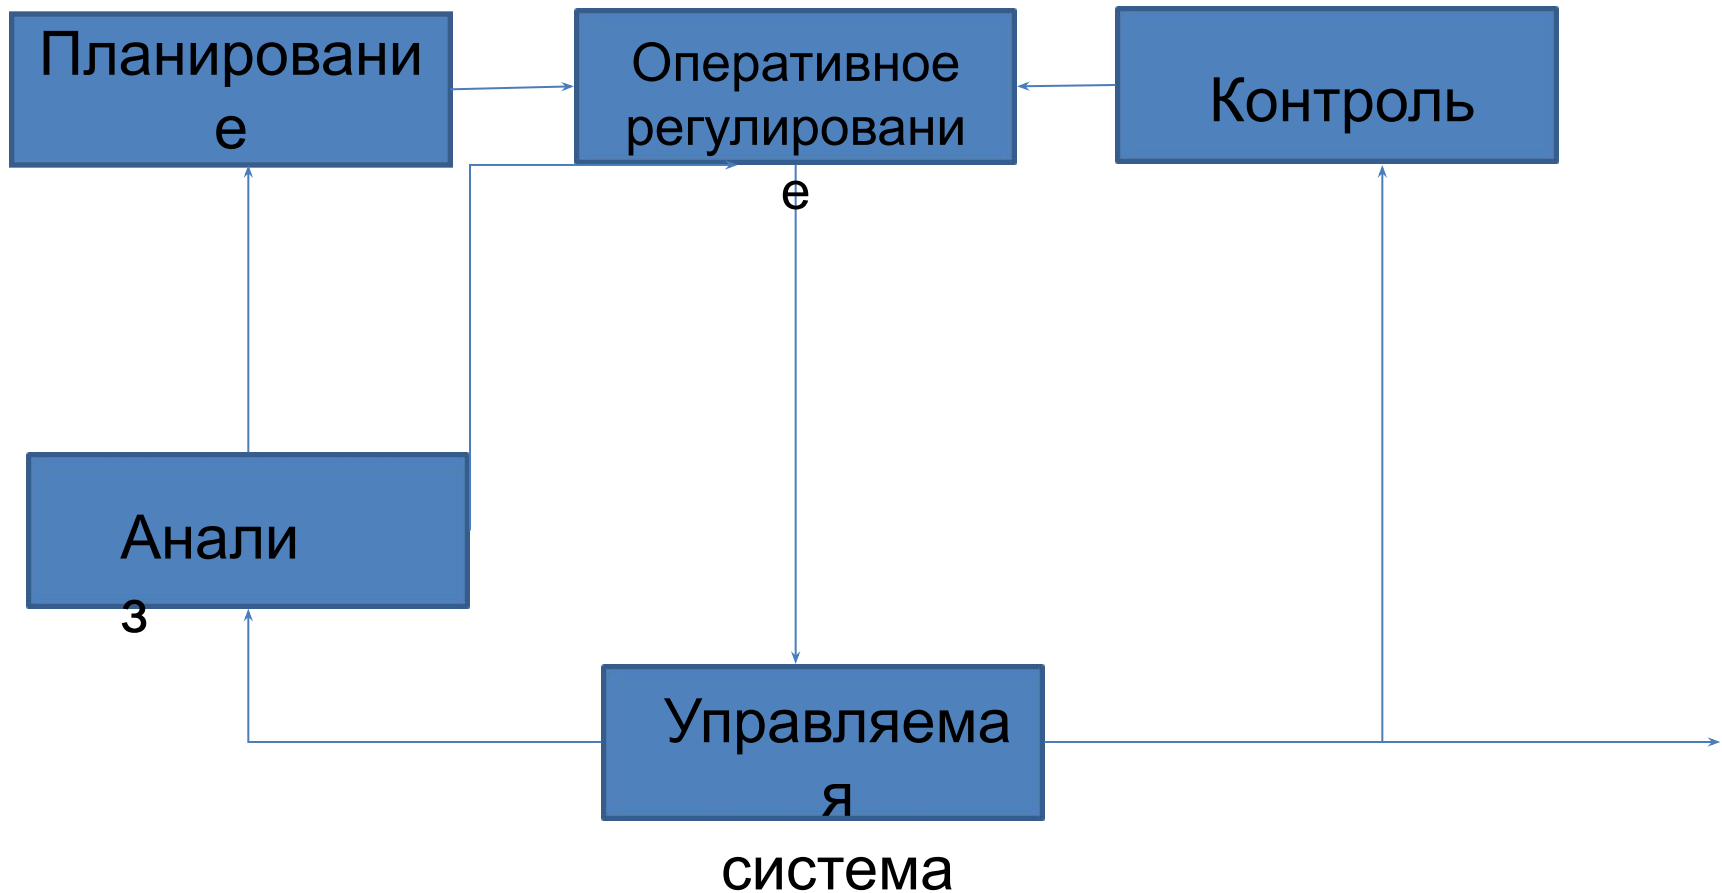 Планировани
е
Оперативное
регулировани
е
Контроль
Анали
з
Управляема
я
система